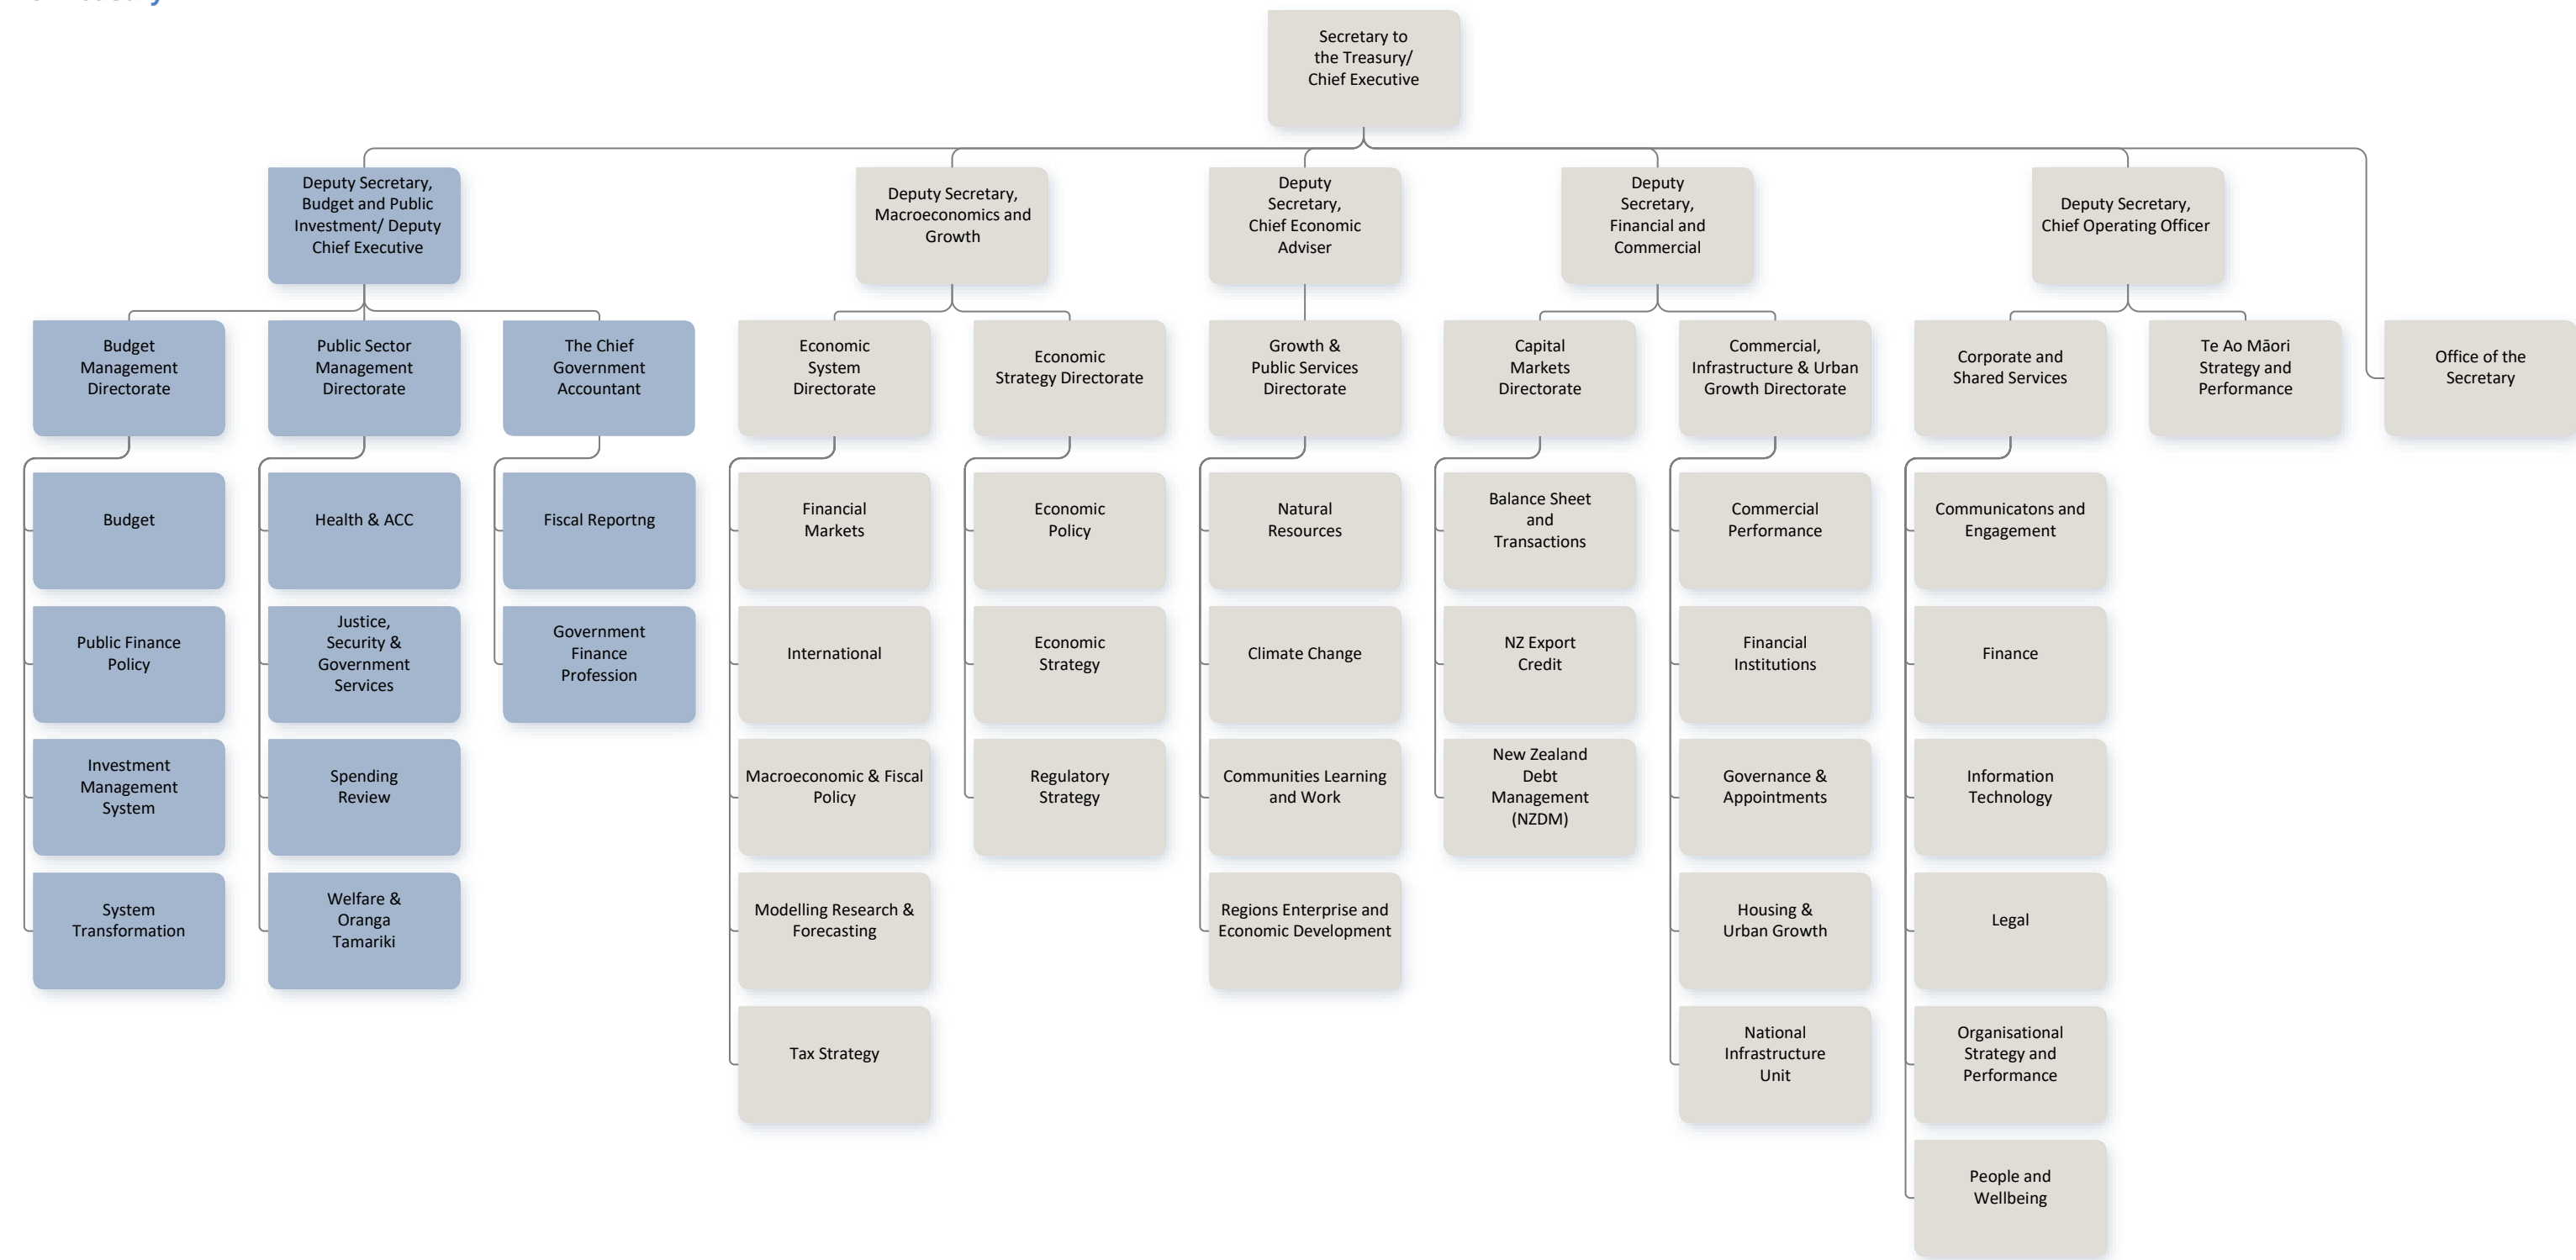 Secretary to
the Treasury/
Chief Executive
Deputy Secretary,
Budget and Public
Investment/ Deputy
Chief Executive
Deputy Secretary,
Macroeconomics and
Growth
Deputy
Secretary,
Chief Economic
Adviser
Deputy
Secretary,
Financial and
Commercial
Deputy Secretary,
Chief Operating Officer
Budget
Management
Directorate
Public Sector
Management
Directorate
The Chief
Government
Accountant
Economic
System
Directorate
Economic
Strategy Directorate
Growth &
Public Services
Directorate
Capital
Markets
Directorate
Commercial,
Infrastructure & Urban
Growth Directorate
Corporate and
Shared Services
Te Ao Māori
Strategy and
Performance
Office of the
Secretary
Budget
Public Finance
Policy
Investment
Management
System
System
Transformation
Health & ACC
Justice,
Security &
Government
Services
Spending
Review
Welfare &
Oranga
Tamariki
Fiscal Reportng
Government
Finance
Profession
Financial
Markets
International
Macroeconomic & Fiscal
Policy
Modelling Research &
Forecasting
Tax Strategy
Economic
Policy
Economic
Strategy
Regulatory
Strategy
Natural
Resources
Climate Change
Communities Learning
and Work
Regions Enterprise and
Economic Development
Balance Sheet
and
Transactions
NZ Export
Credit
New Zealand
Debt
Management
(NZDM)
Commercial
Performance
Financial
Institutions
Governance &
Appointments
Housing &
Urban Growth
National
Infrastructure
Unit
Communicatons and
Engagement
Finance
Information
Technology
Legal
Organisational
Strategy and
Performance
People and
Wellbeing